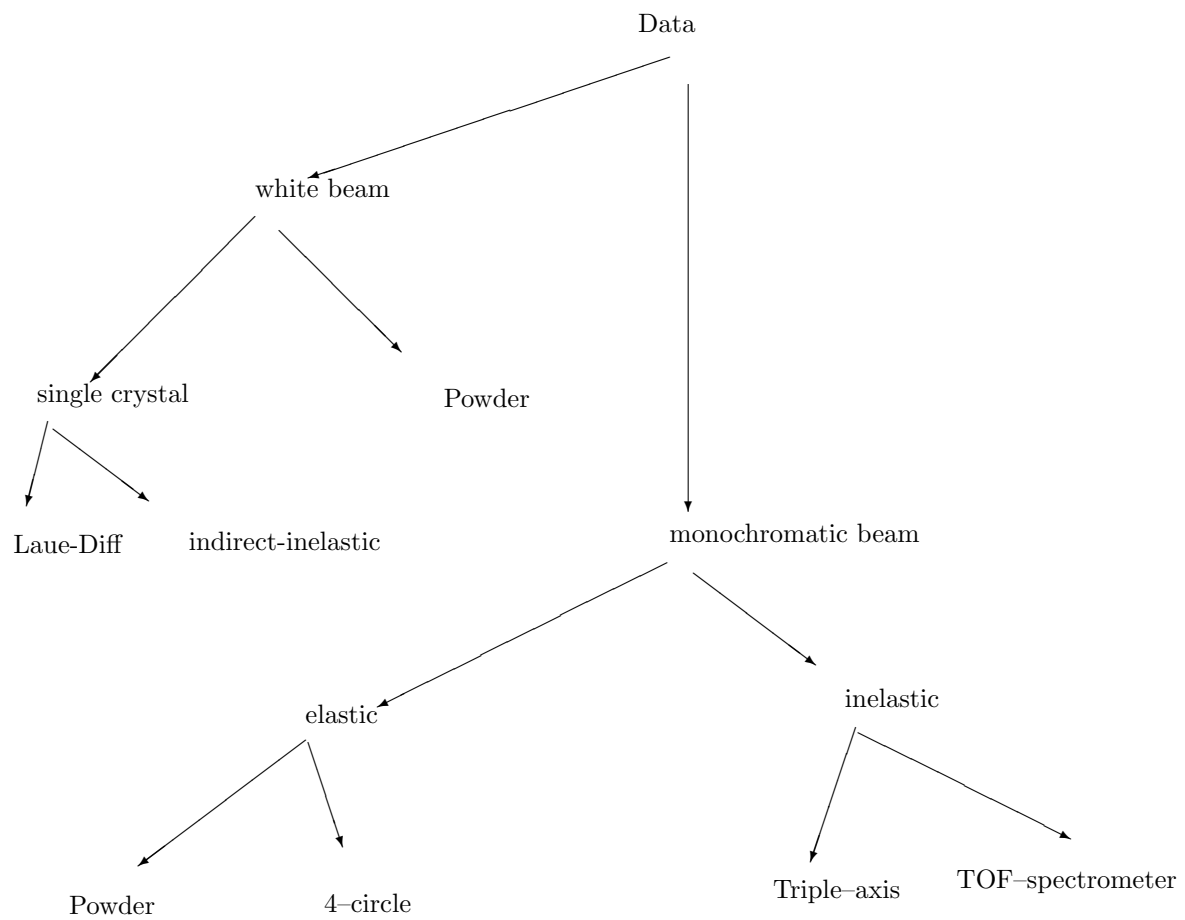 Data
white beam
single crystal
Powder
Laue-Diff
indirect-inelastic
monochromatic beam
elastic
inelastic
Powder
4–circle
Triple–axis
TOF–spectrometer